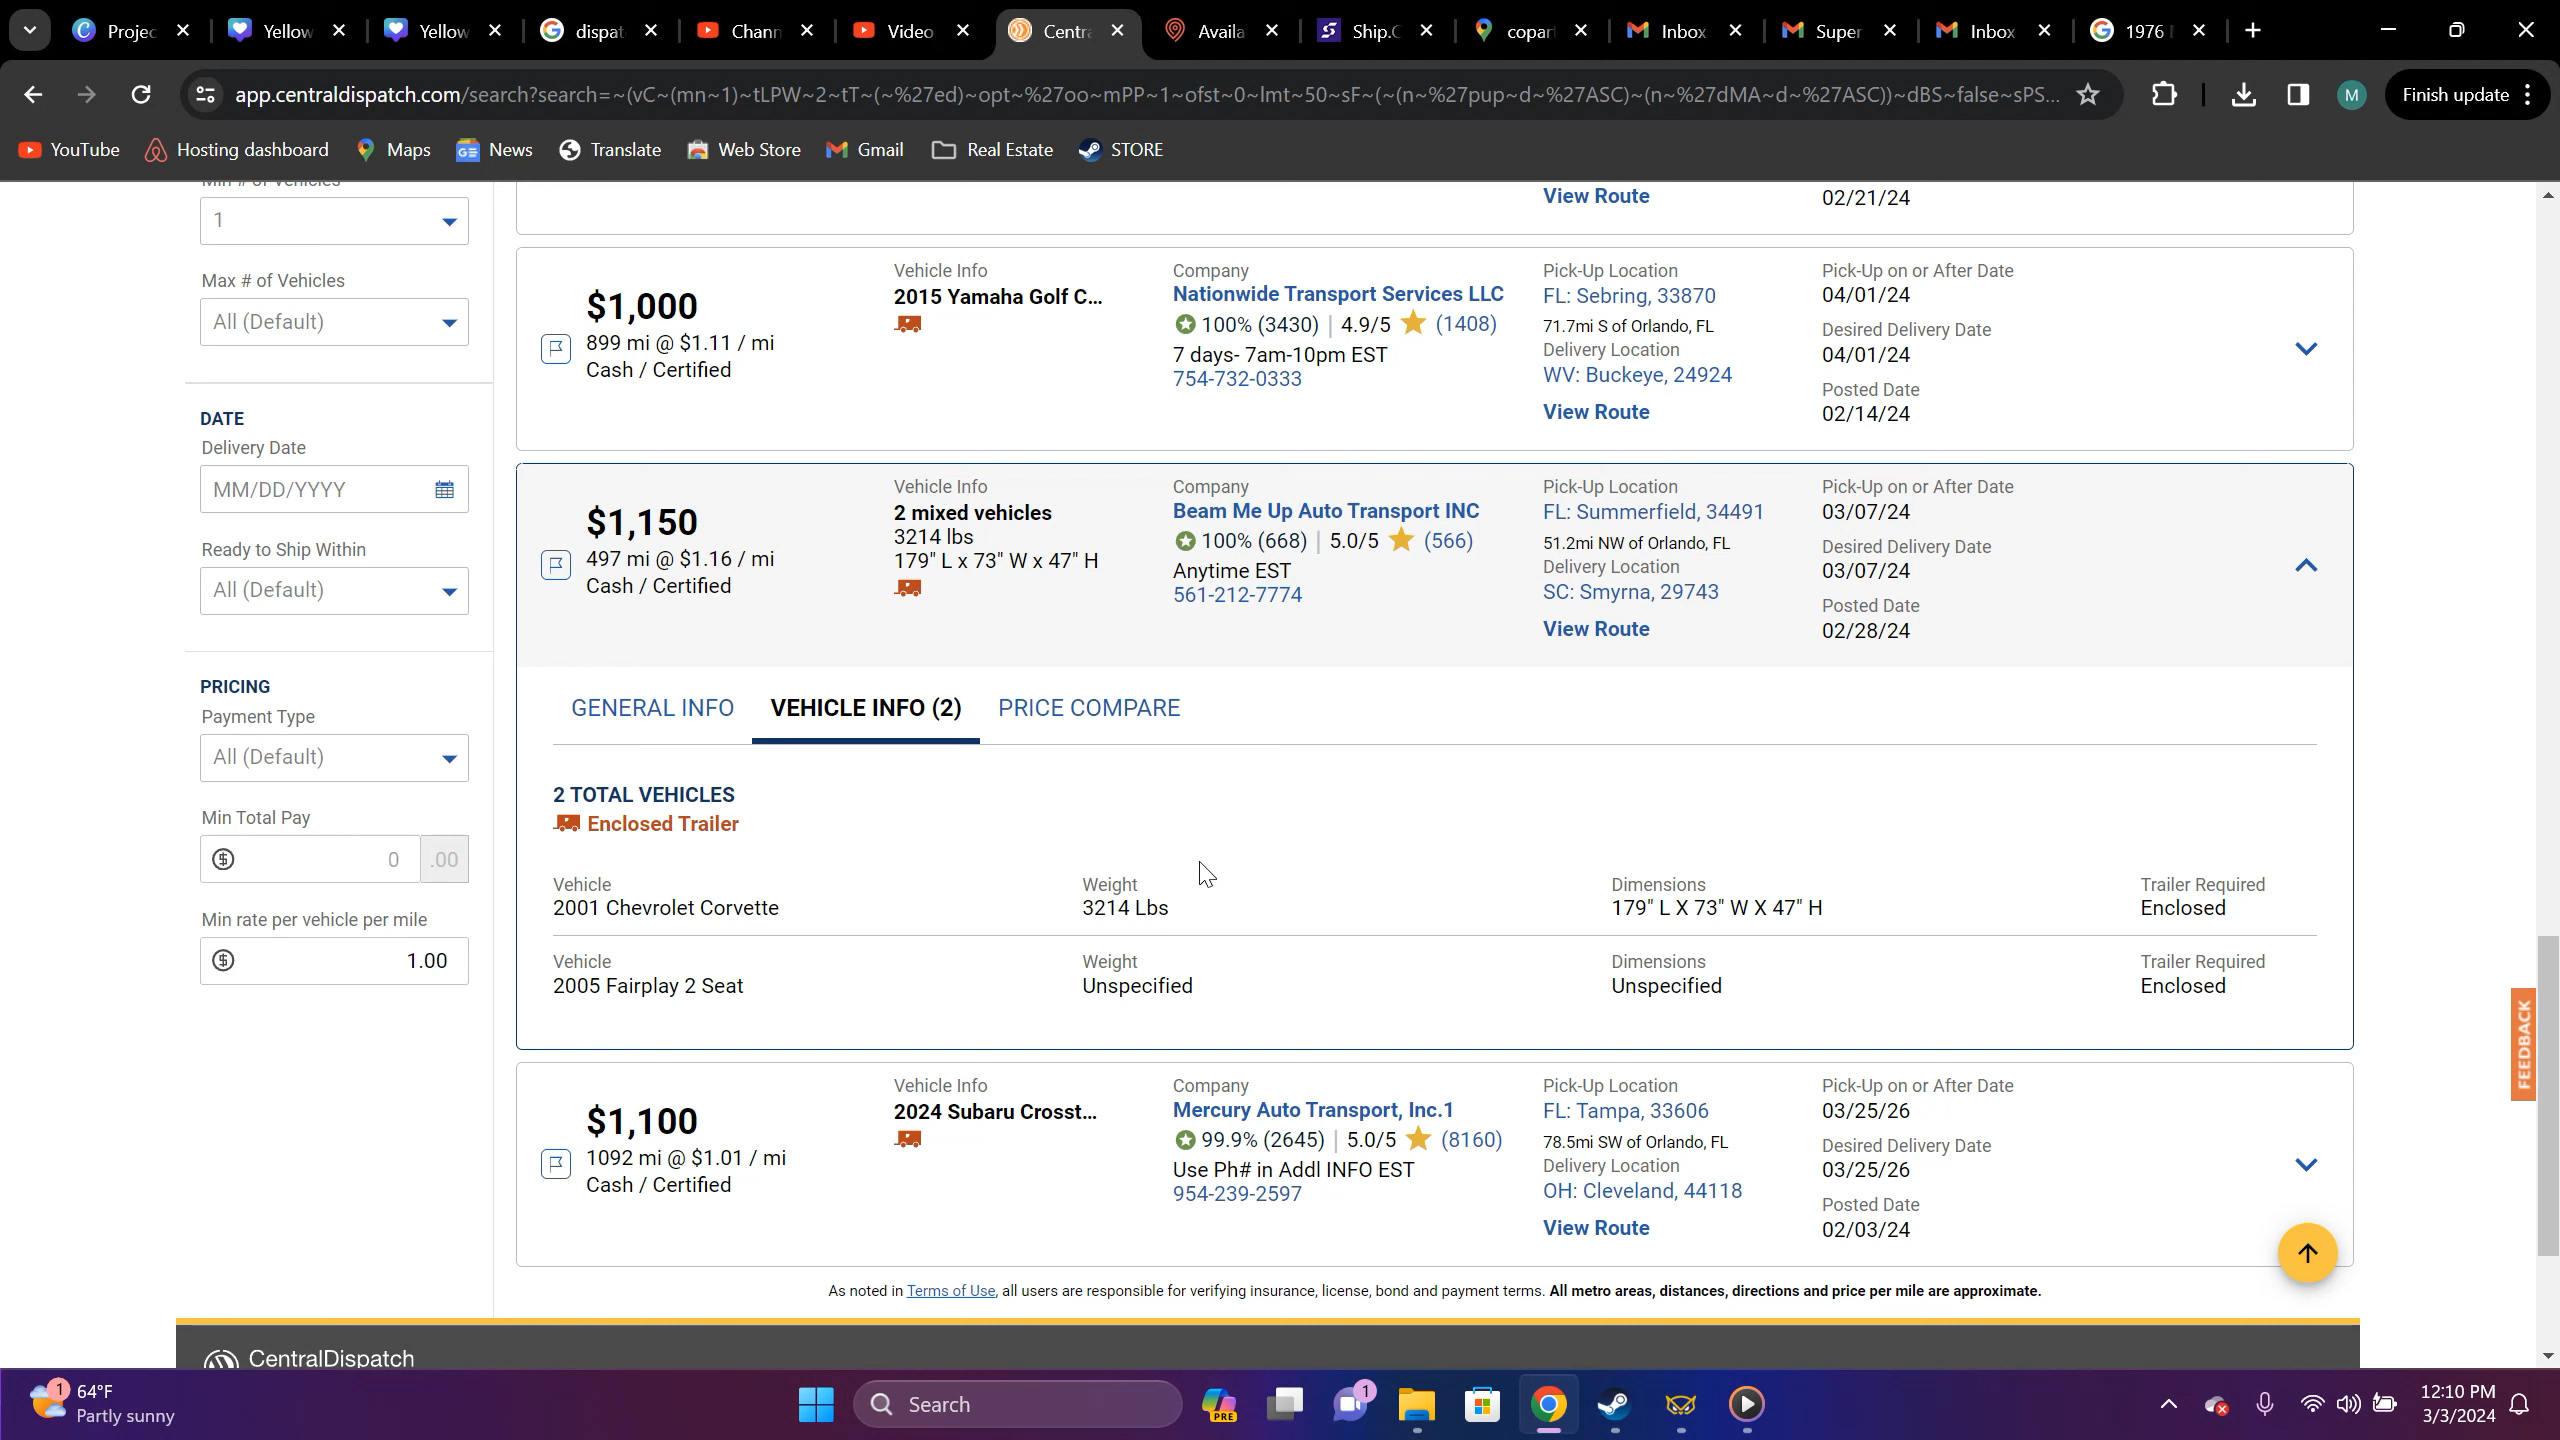 Projec
Yellow
Yellow
dispat
Chann
Video
Centra
Availa
Ship.C
copar
Inbox
Super
Inbox
1976
app.centraldispatch.com/search?search=~(vC~(mn~1)~tLPW~2~tT~(~%27ed)~opt~%27oo~mPP~1~ofst~0~lmt~50~sF~(~(n~%27pup~d~%27ASC)~(n~%27dMA~d~%27ASC))~dBS~false~sPS...
M
Finish update
YouTube
Hosting dashboard
Maps
News
Translate
Web Store
Gmail
Real Estate
STORE
Min # of Vehicles
1
Max # of Vehicles
All (Default)
DATE
Delivery Date
MM/DD/YYYY
Ready to Ship Within
All (Default)
PRICING
Payment Type
All (Default)
Min Total Pay
0 .00
Min rate per vehicle per mile
1.00
View Route
02/21/24
$1,000
899 mi @ $1.11 / mi
Cash / Certified
Vehicle Info
2015 Yamaha Golf C...
Company
Nationwide Transport Services LLC
100% (3430) | 4.9/5 (1408)
7 days- 7am-10pm EST
754-732-0333
Pick-Up Location
FL: Sebring, 33870
71.7mi S of Orlando, FL
Delivery Location
WV: Buckeye, 24924
View Route
Pick-Up on or After Date
04/01/24
Desired Delivery Date
04/01/24
Posted Date
02/14/24
$1,150
497 mi @ $1.16 / mi
Cash / Certified
Vehicle Info
2 mixed vehicles
3214 lbs
179" L x 73" W x 47" H
Company
Beam Me Up Auto Transport INC
100% (668) | 5.0/5 (566)
Anytime EST
561-212-7774
Pick-Up Location
FL: Summerfield, 34491
51.2mi NW of Orlando, FL
Delivery Location
SC: Smyrna, 29743
View Route
Pick-Up on or After Date
03/07/24
Desired Delivery Date
03/07/24
Posted Date
02/28/24
GENERAL INFO
VEHICLE INFO (2)
PRICE COMPARE
2 TOTAL VEHICLES
Enclosed Trailer
Vehicle Weight Dimensions Trailer Required
2001 Chevrolet Corvette 3214 Lbs 179" L X 73" W X 47" H Enclosed
Vehicle Weight Dimensions Trailer Required
2005 Fairplay 2 Seat Unspecified Unspecified Enclosed
$1,100
1092 mi @ $1.01 / mi
Cash / Certified
Vehicle Info
2024 Subaru Crosst...
Company
Mercury Auto Transport, Inc.1
99.9% (2645) | 5.0/5 (8160)
Use Ph# in Addl INFO EST
954-239-2597
Pick-Up Location
FL: Tampa, 33606
78.5mi SW of Orlando, FL
Delivery Location
OH: Cleveland, 44118
View Route
Pick-Up on or After Date
03/25/26
Desired Delivery Date
03/25/26
Posted Date
02/03/24
FEEDBACK
As noted in Terms of Use, all users are responsible for verifying insurance, license, bond and payment terms. All metro areas, distances, directions and price per mile are approximate.
CentralDispatch
1
64°F
Partly sunny
Search
PRE
1
12:10 PM
3/3/2024